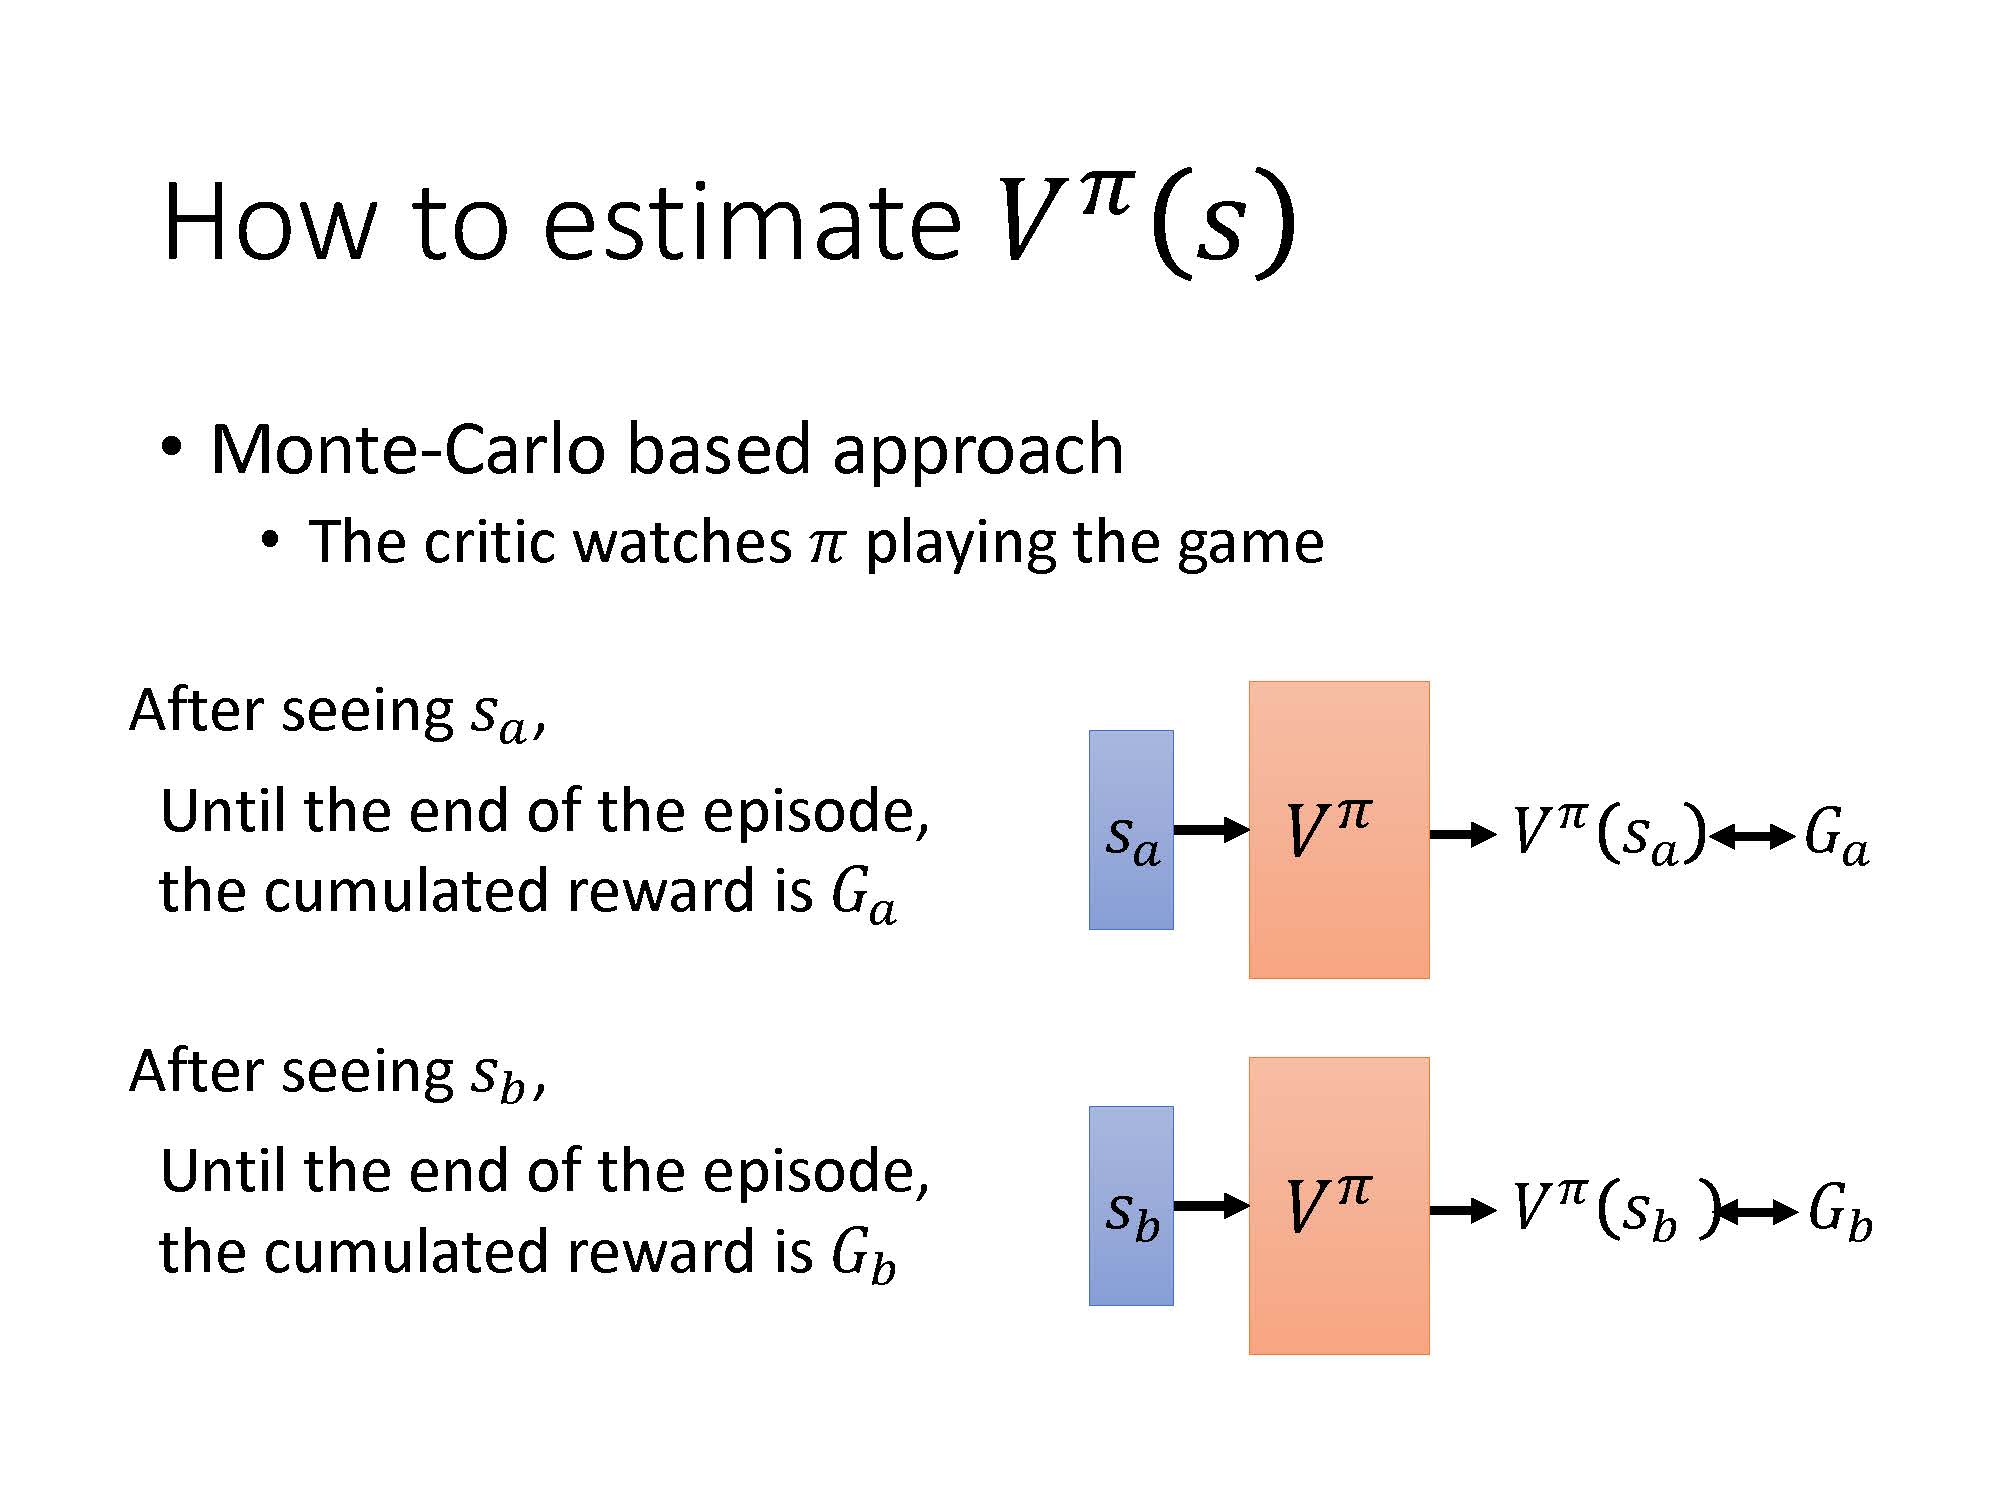 How to estimate $V^{\pi}(s)$
• Monte-Carlo based approach
• The critic watches $\pi$ playing the game
After seeing $s_a$,
Until the end of the episode,
the cumulated reward is $G_a$
$s_a$ $V^{\pi}$ $V^{\pi}(s_a)$ $G_a$
After seeing $s_b$,
Until the end of the episode,
the cumulated reward is $G_b$
$s_b$ $V^{\pi}$ $V^{\pi}(s_b)$ $G_b$